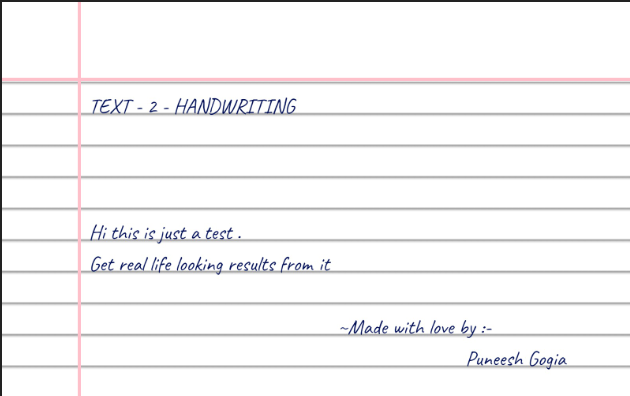 TEXT - 2 - HANDWRITING
Hi this is just a test .
Get real life looking results from it
~Made with love by :-
Puneesh Gogia